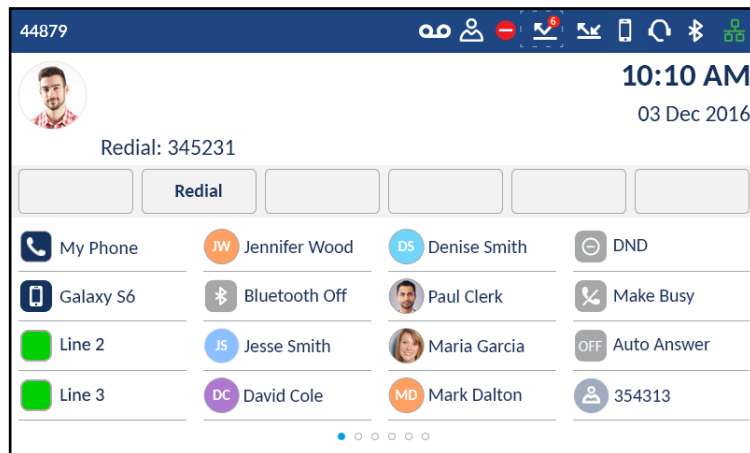 44879
6
10:10 AM
03 Dec 2016
Redial: 345231
Redial
My Phone
JW Jennifer Wood
DS Denise Smith
DND
Galaxy S6
Bluetooth Off
Paul Clerk
Make Busy
Line 2
JS Jesse Smith
Maria Garcia
OFF Auto Answer
Line 3
DC David Cole
MD Mark Dalton
354313